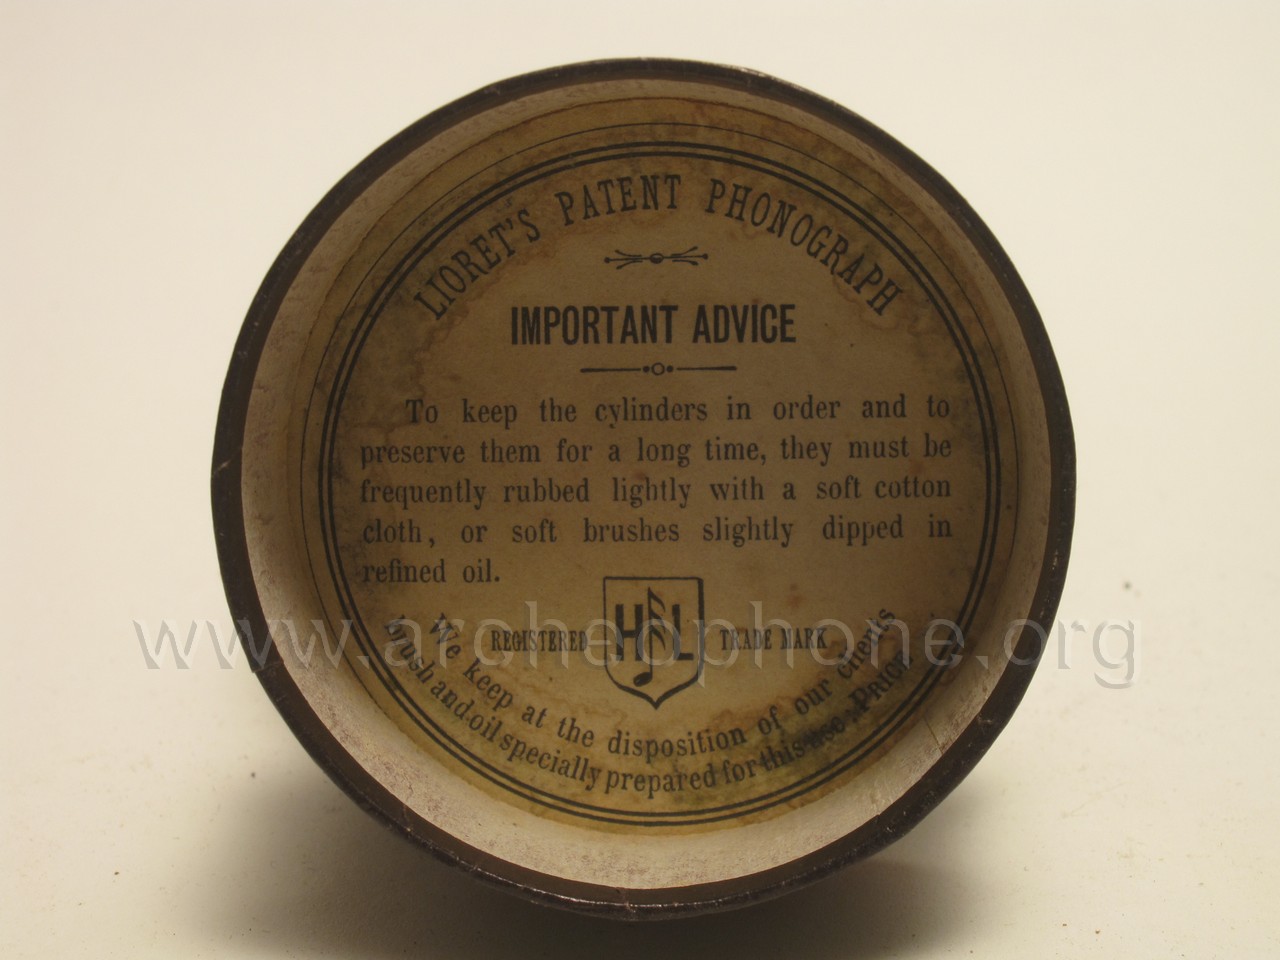 LIORET'S PATENT PHONOGRAPH
IMPORTANT ADVICE
To keep the cylinders in order and to
preserve them for a long time, they must be
frequently rubbed lightly with a soft cotton
cloth, or soft brushes slightly dipped in
refined oil.
REGISTERED HL TRADE MARK
We keep at the disposition of our clients
brush and oil specially prepared for this use. PRICE
www.archeophone.org